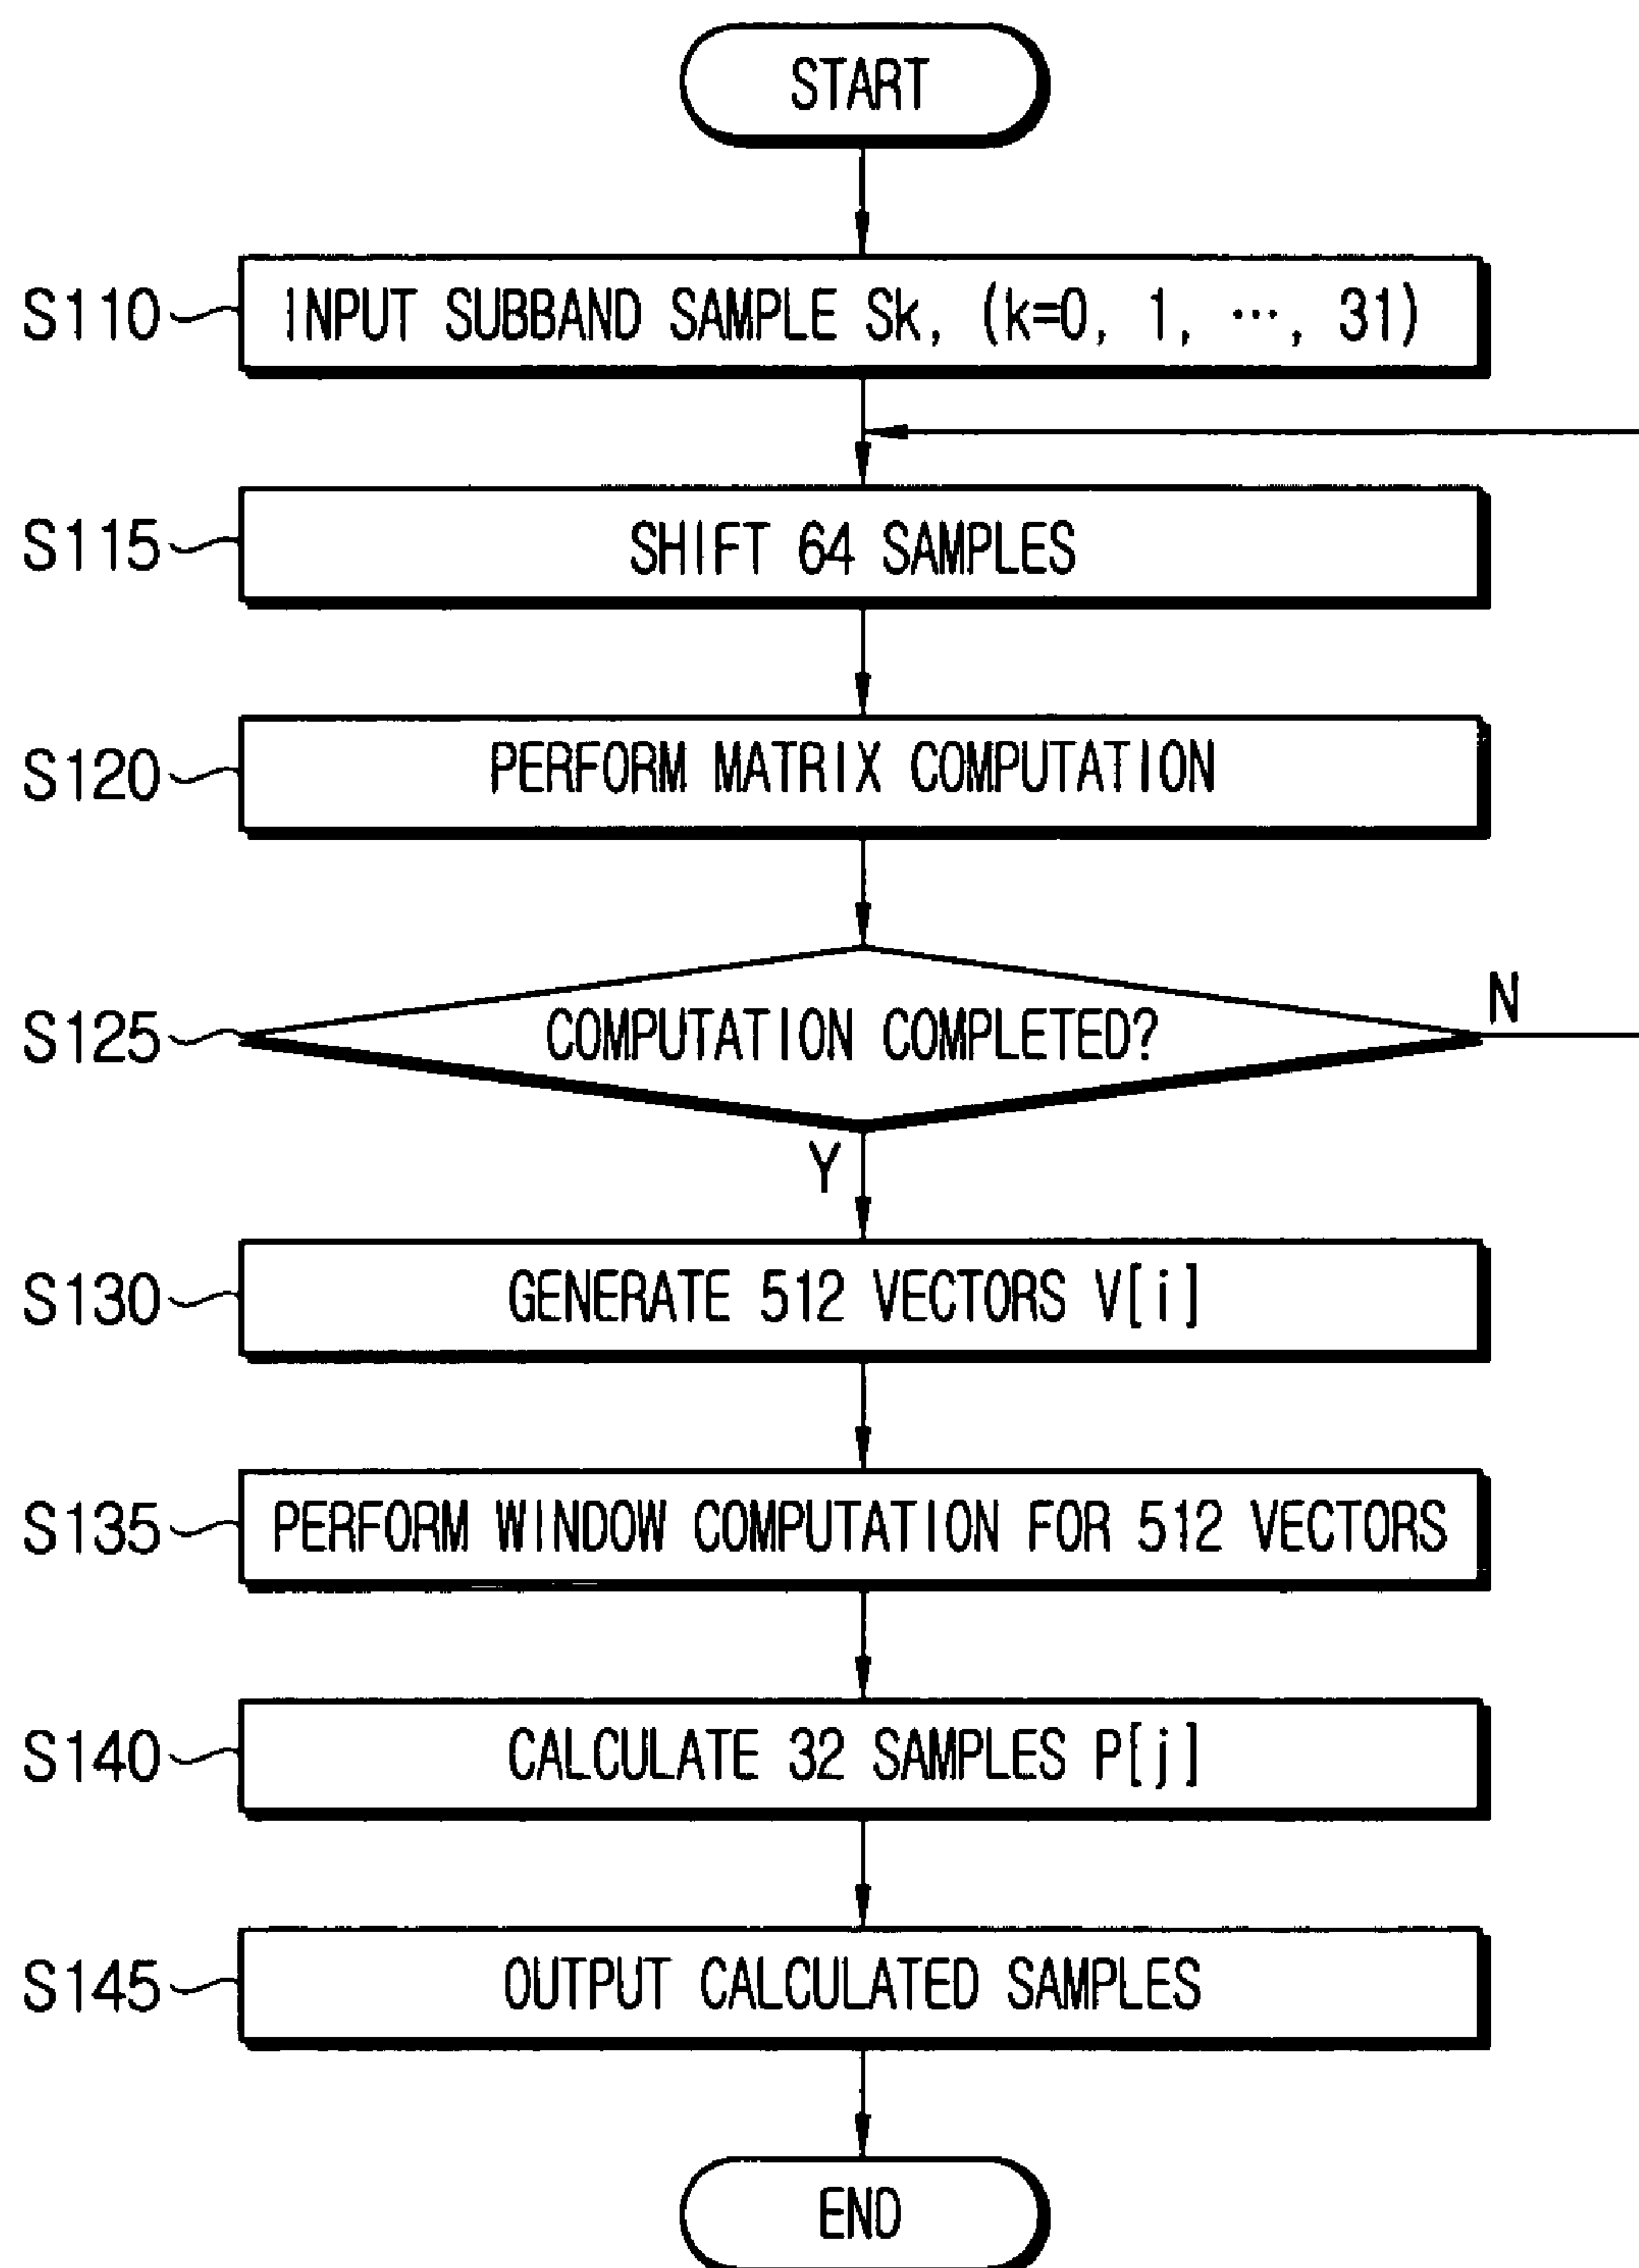 START
S110 INPUT SUBBAND SAMPLE Sk, (k=0, 1, ···, 31)
S115 SHIFT 64 SAMPLES
S120 PERFORM MATRIX COMPUTATION
S125 COMPUTATION COMPLETED? N
Y
S130 GENERATE 512 VECTORS V[i]
S135 PERFORM WINDOW COMPUTATION FOR 512 VECTORS
S140 CALCULATE 32 SAMPLES P[j]
S145 OUTPUT CALCULATED SAMPLES
END